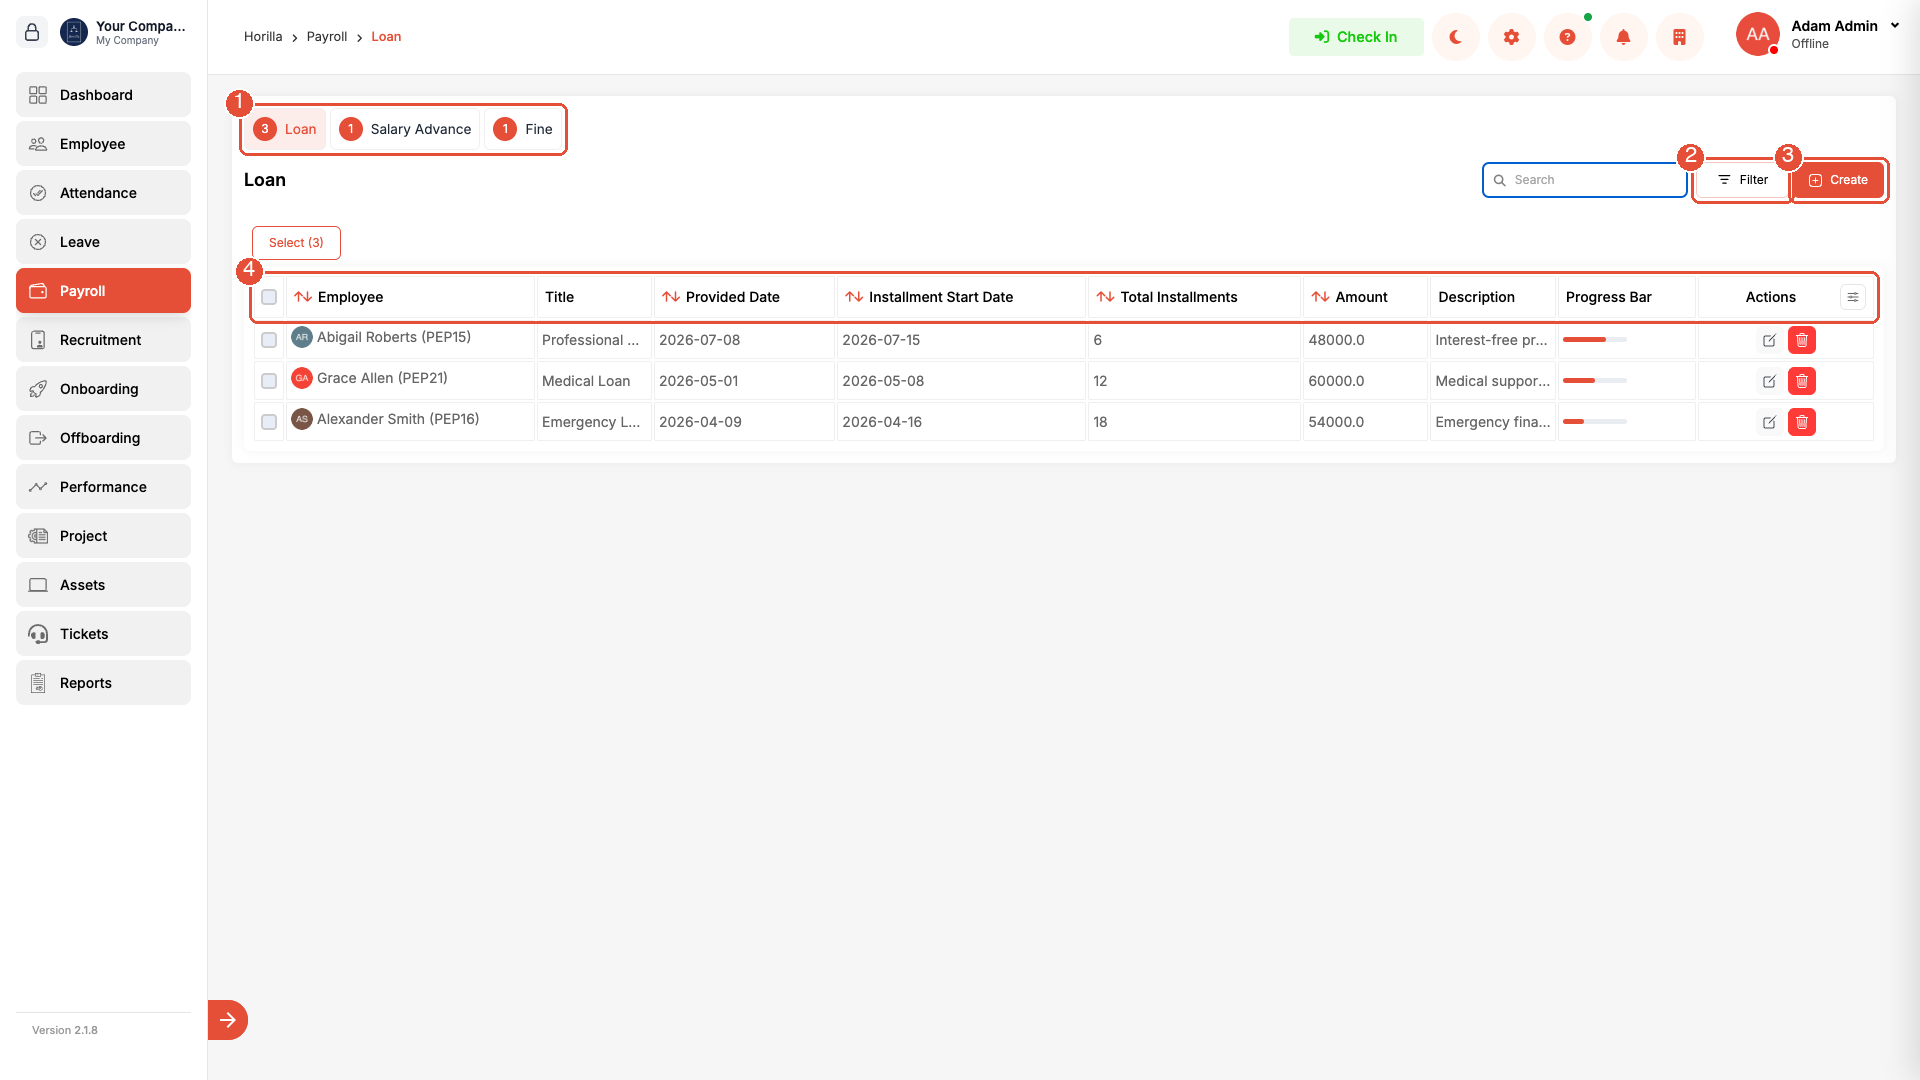 Your Compa...
My Company
Horilla > Payroll > Loan
Check In
AA
Adam Admin
Offline
Dashboard
Employee
Attendance
Leave
Payroll
Recruitment
Onboarding
Offboarding
Performance
Project
Assets
Tickets
Reports
Version 2.1.8
1
3 Loan
1 Salary Advance
1 Fine
Loan
Search
2
Filter
3
Create
Select (3)
4
Employee Title Provided Date Installment Start Date Total Installments Amount Description Progress Bar Actions
AR Abigail Roberts (PEP15) Professional ... 2026-07-08 2026-07-15 6 48000.0 Interest-free pr...
GA Grace Allen (PEP21) Medical Loan 2026-05-01 2026-05-08 12 60000.0 Medical suppor...
AS Alexander Smith (PEP16) Emergency L... 2026-04-09 2026-04-16 18 54000.0 Emergency fina...